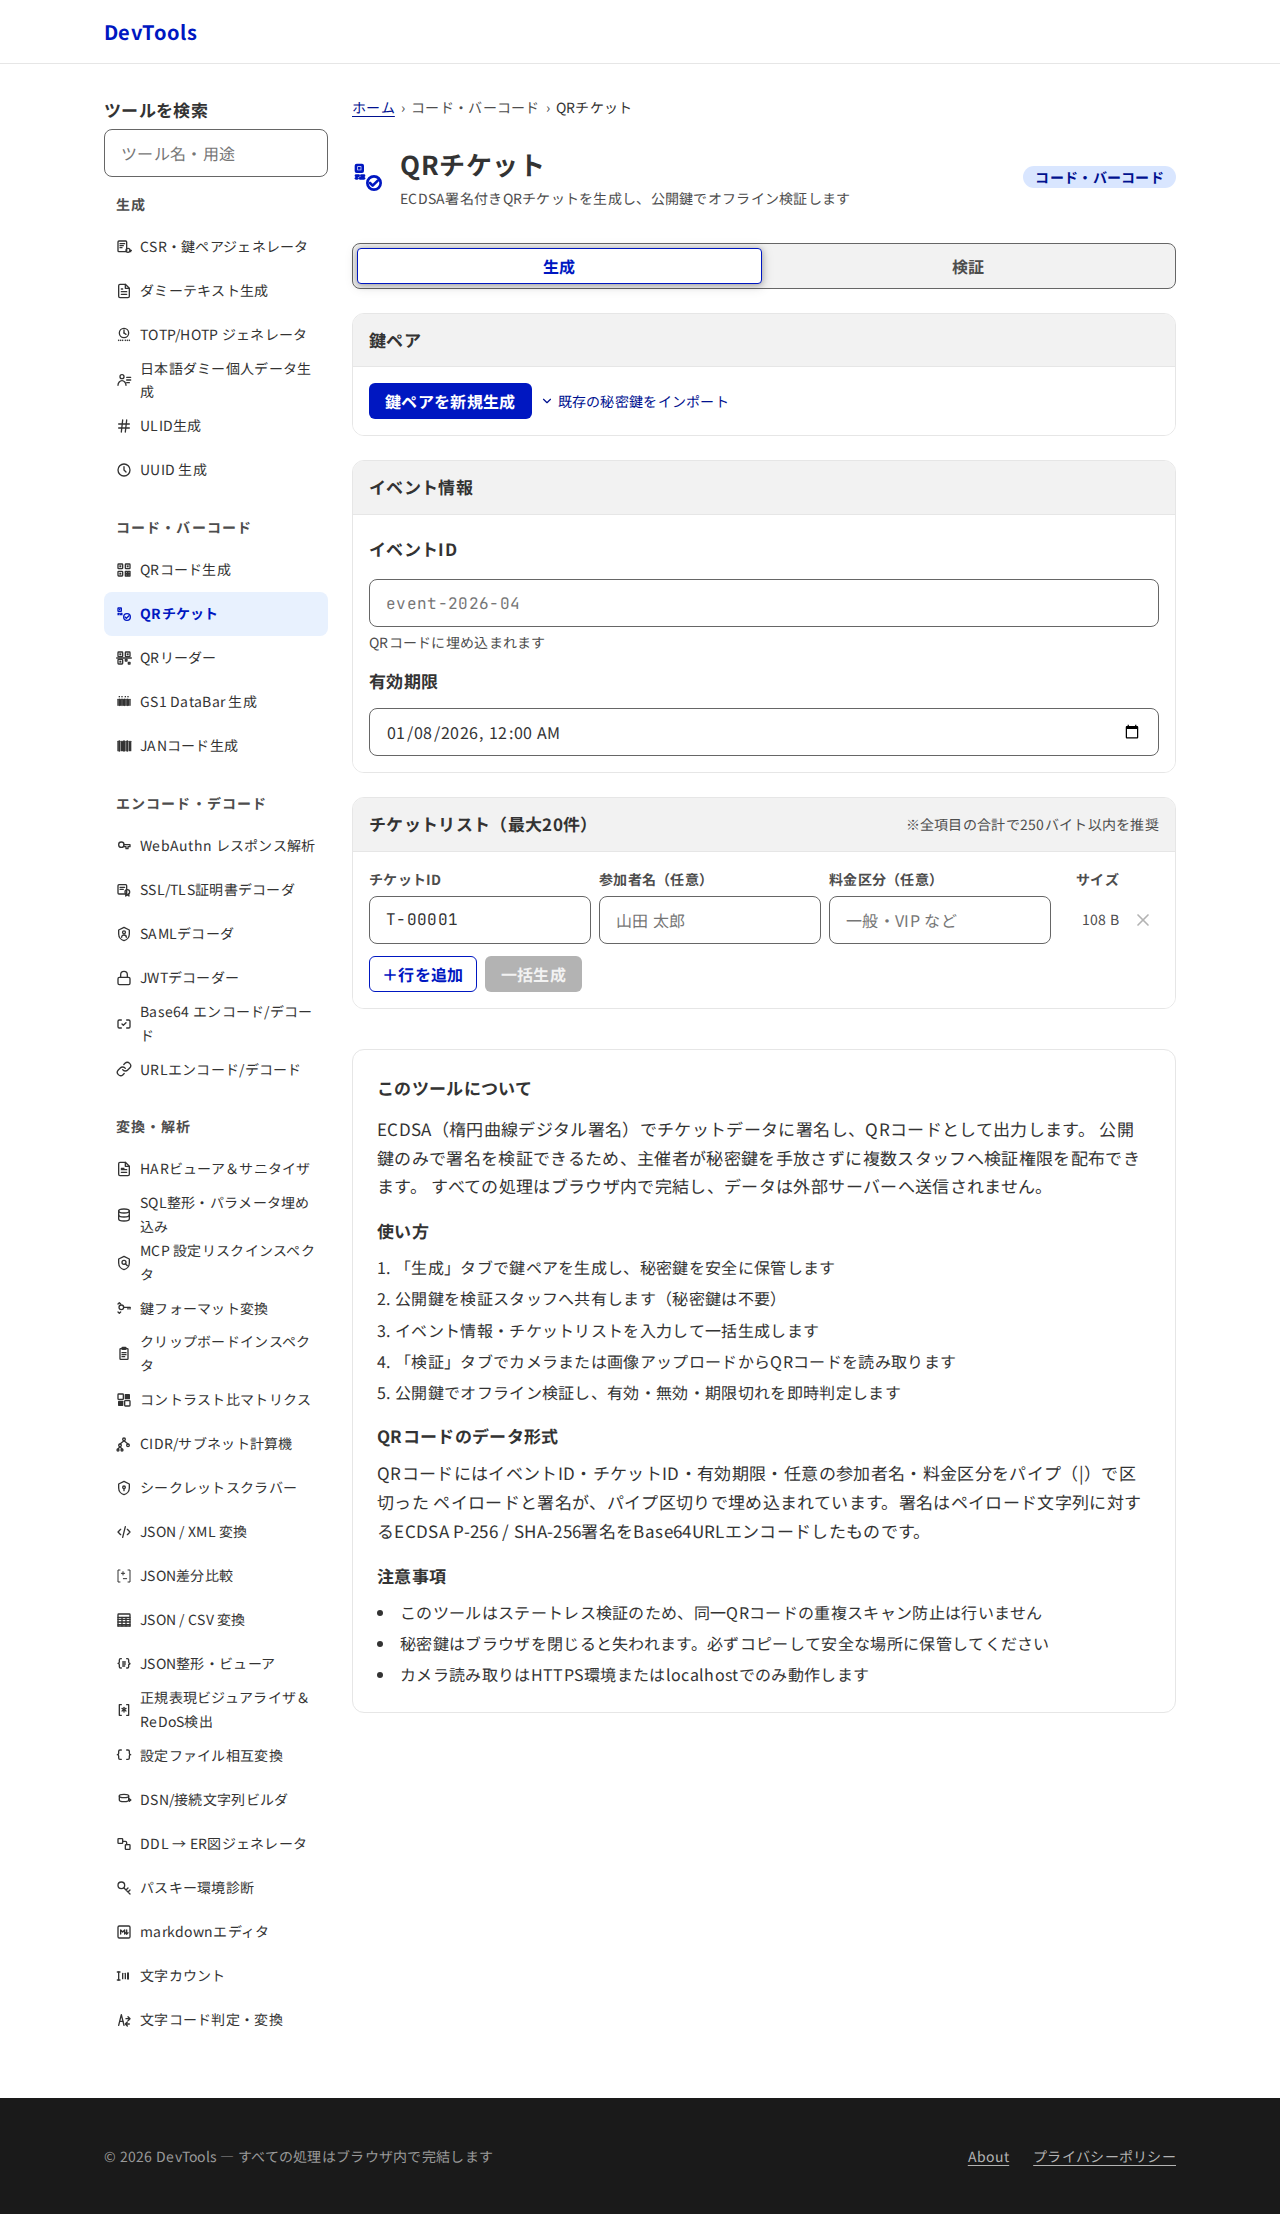 DevTools
ツールを検索
ツール名・用途
生成
CSR・鍵ペアジェネレータ
ダミーテキスト生成
TOTP/HOTP ジェネレータ
日本語ダミー個人データ生
成
ULID生成
UUID 生成
コード・バーコード
QRコード生成
QRチケット
QRリーダー
GS1 DataBar 生成
JANコード生成
エンコード・デコード
WebAuthn レスポンス解析
SSL/TLS証明書デコーダ
SAMLデコーダ
JWTデコーダー
Base64 エンコード/デコー
ド
URLエンコード/デコード
変換・解析
HARビューア＆サニタイザ
SQL整形・パラメータ埋め
込み
MCP 設定リスクインスペク
タ
鍵フォーマット変換
クリップボードインスペク
タ
コントラスト比マトリクス
CIDR/サブネット計算機
シークレットスクラバー
JSON / XML 変換
JSON差分比較
JSON / CSV 変換
JSON整形・ビューア
正規表現ビジュアライザ＆
ReDoS検出
設定ファイル相互変換
DSN/接続文字列ビルダ
DDL → ER図ジェネレータ
パスキー環境診断
markdownエディタ
文字カウント
文字コード判定・変換
ホーム › コード・バーコード › QRチケット
QRチケット
ECDSA署名付きQRチケットを生成し、公開鍵でオフライン検証します
コード・バーコード
生成
検証
鍵ペア
鍵ペアを新規生成
既存の秘密鍵をインポート
イベント情報
イベントID
event-2026-04
QRコードに埋め込まれます
有効期限
01/08/2026, 12:00 AM
チケットリスト（最大20件）
※全項目の合計で250バイト以内を推奨
チケットID 参加者名（任意） 料金区分（任意） サイズ
T-00001 山田 太郎 一般・VIP など 108 B
＋行を追加 一括生成
このツールについて
ECDSA（楕円曲線デジタル署名）でチケットデータに署名し、QRコードとして出力します。 公開
鍵のみで署名を検証できるため、主催者が秘密鍵を手放さずに複数スタッフへ検証権限を配布でき
ます。 すべての処理はブラウザ内で完結し、データは外部サーバーへ送信されません。
使い方
1. 「生成」タブで鍵ペアを生成し、秘密鍵を安全に保管します
2. 公開鍵を検証スタッフへ共有します（秘密鍵は不要）
3. イベント情報・チケットリストを入力して一括生成します
4. 「検証」タブでカメラまたは画像アップロードからQRコードを読み取ります
5. 公開鍵でオフライン検証し、有効・無効・期限切れを即時判定します
QRコードのデータ形式
QRコードにはイベントID・チケットID・有効期限・任意の参加者名・料金区分をパイプ（|）で区
切った ペイロードと署名が、パイプ区切りで埋め込まれています。署名はペイロード文字列に対す
るECDSA P-256 / SHA-256署名をBase64URLエンコードしたものです。
注意事項
• このツールはステートレス検証のため、同一QRコードの重複スキャン防止は行いません
• 秘密鍵はブラウザを閉じると失われます。必ずコピーして安全な場所に保管してください
• カメラ読み取りはHTTPS環境またはlocalhostでのみ動作します
© 2026 DevTools — すべての処理はブラウザ内で完結します
About プライバシーポリシー